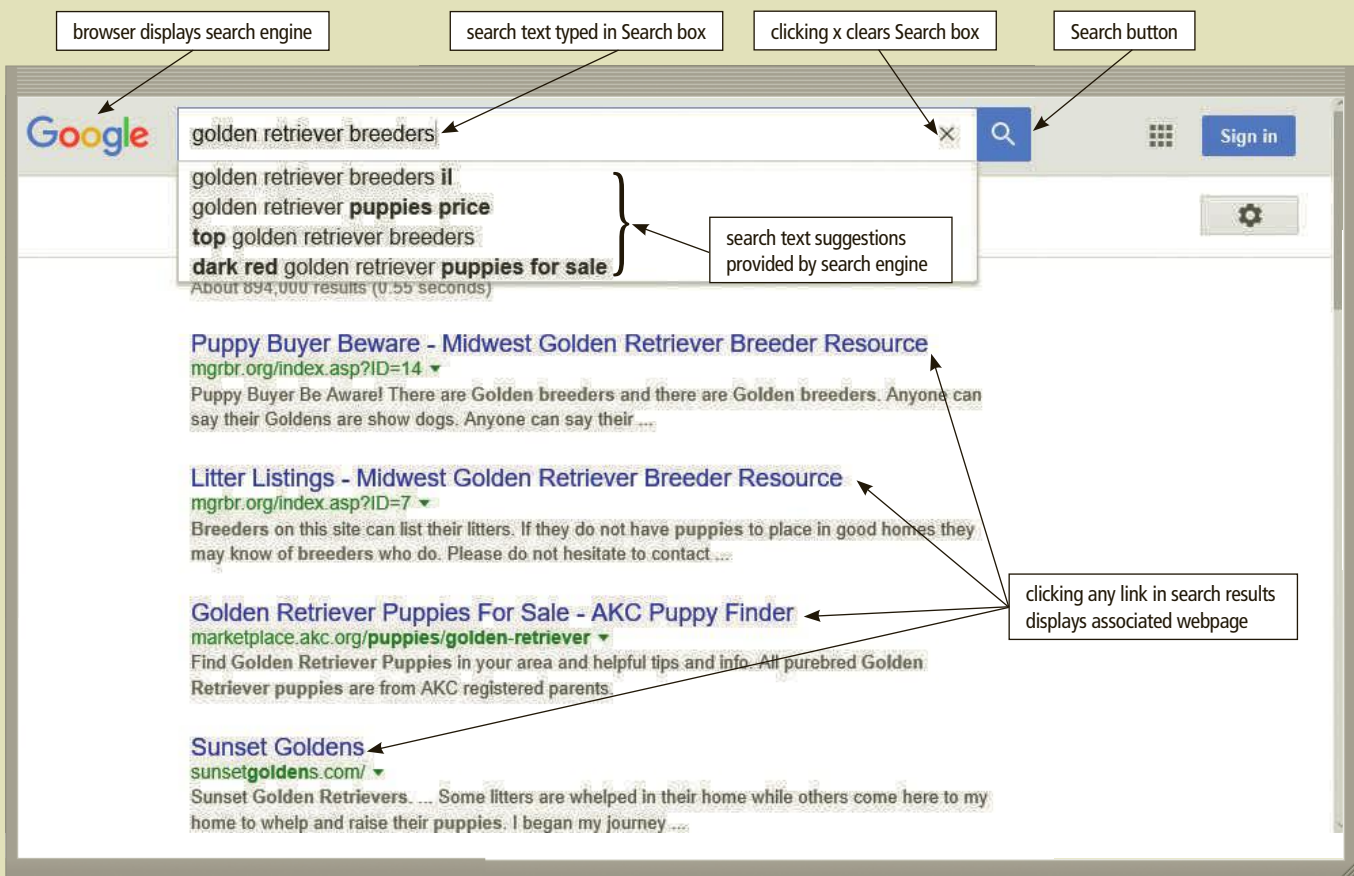 browser displays search engine
search text typed in Search box
clicking x clears Search box
Search button
Google
golden retriever breeders
Sign in
golden retriever breeders il
golden retriever puppies price
top golden retriever breeders
dark red golden retriever puppies for sale
search text suggestions
provided by search engine
About 894,000 results (0.55 seconds)
Puppy Buyer Beware - Midwest Golden Retriever Breeder Resource
mgrbr.org/index.asp?ID=14
Puppy Buyer Be Aware! There are Golden breeders and there are Golden breeders. Anyone can
say their Goldens are show dogs. Anyone can say their ...
Litter Listings - Midwest Golden Retriever Breeder Resource
mgrbr.org/index.asp?ID=7
Breeders on this site can list their litters. If they do not have puppies to place in good homes they
may know of breeders who do. Please do not hesitate to contact ...
clicking any link in search results
displays associated webpage
Golden Retriever Puppies For Sale - AKC Puppy Finder
marketplace.akc.org/puppies/golden-retriever
Find Golden Retriever Puppies in your area and helpful tips and info. All purebred Golden
Retriever puppies are from AKC registered parents.
Sunset Goldens
sunsetgoldens.com/
Sunset Golden Retrievers. ... Some litters are whelped in their home while others come here to my
home to whelp and raise their puppies. I began my journey ...